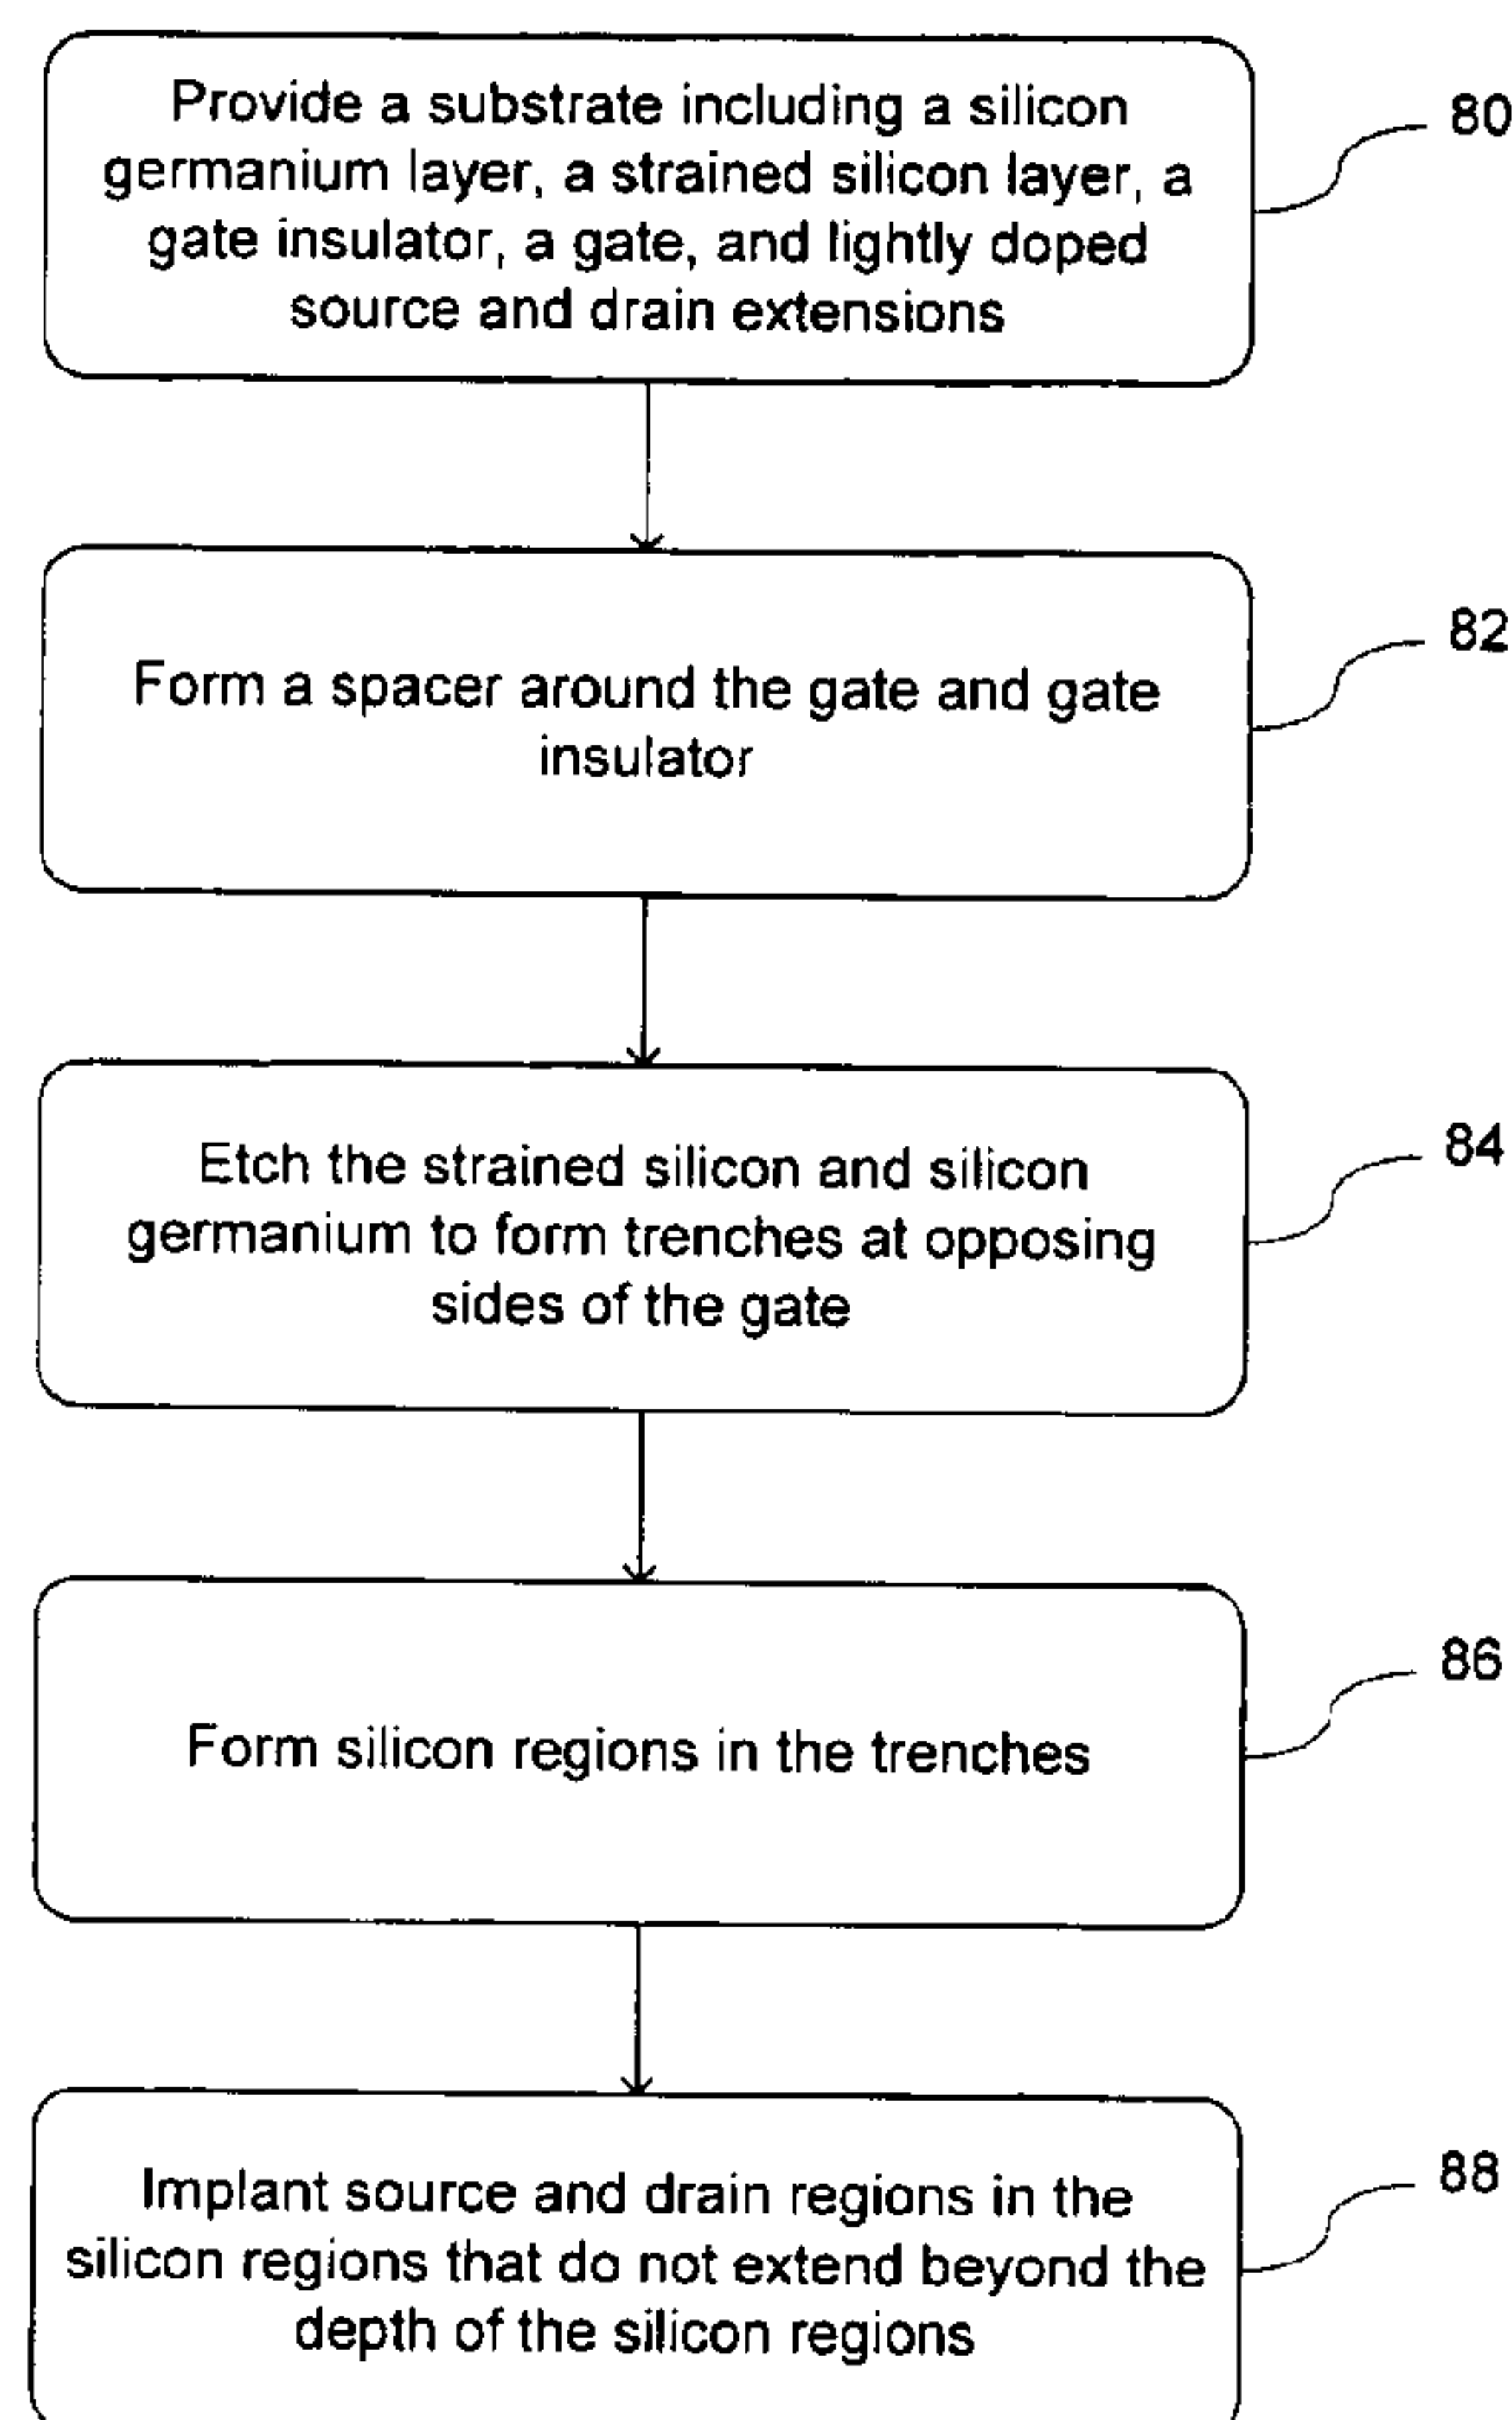 Provide a substrate including a silicon
germanium layer, a strained silicon layer, a
gate insulator, a gate, and lightly doped
source and drain extensions
80
Form a spacer around the gate and gate
insulator
82
Etch the strained silicon and silicon
germanium to form trenches at opposing
sides of the gate
84
Form silicon regions in the trenches
86
Implant source and drain regions in the
silicon regions that do not extend beyond the
depth of the silicon regions
88